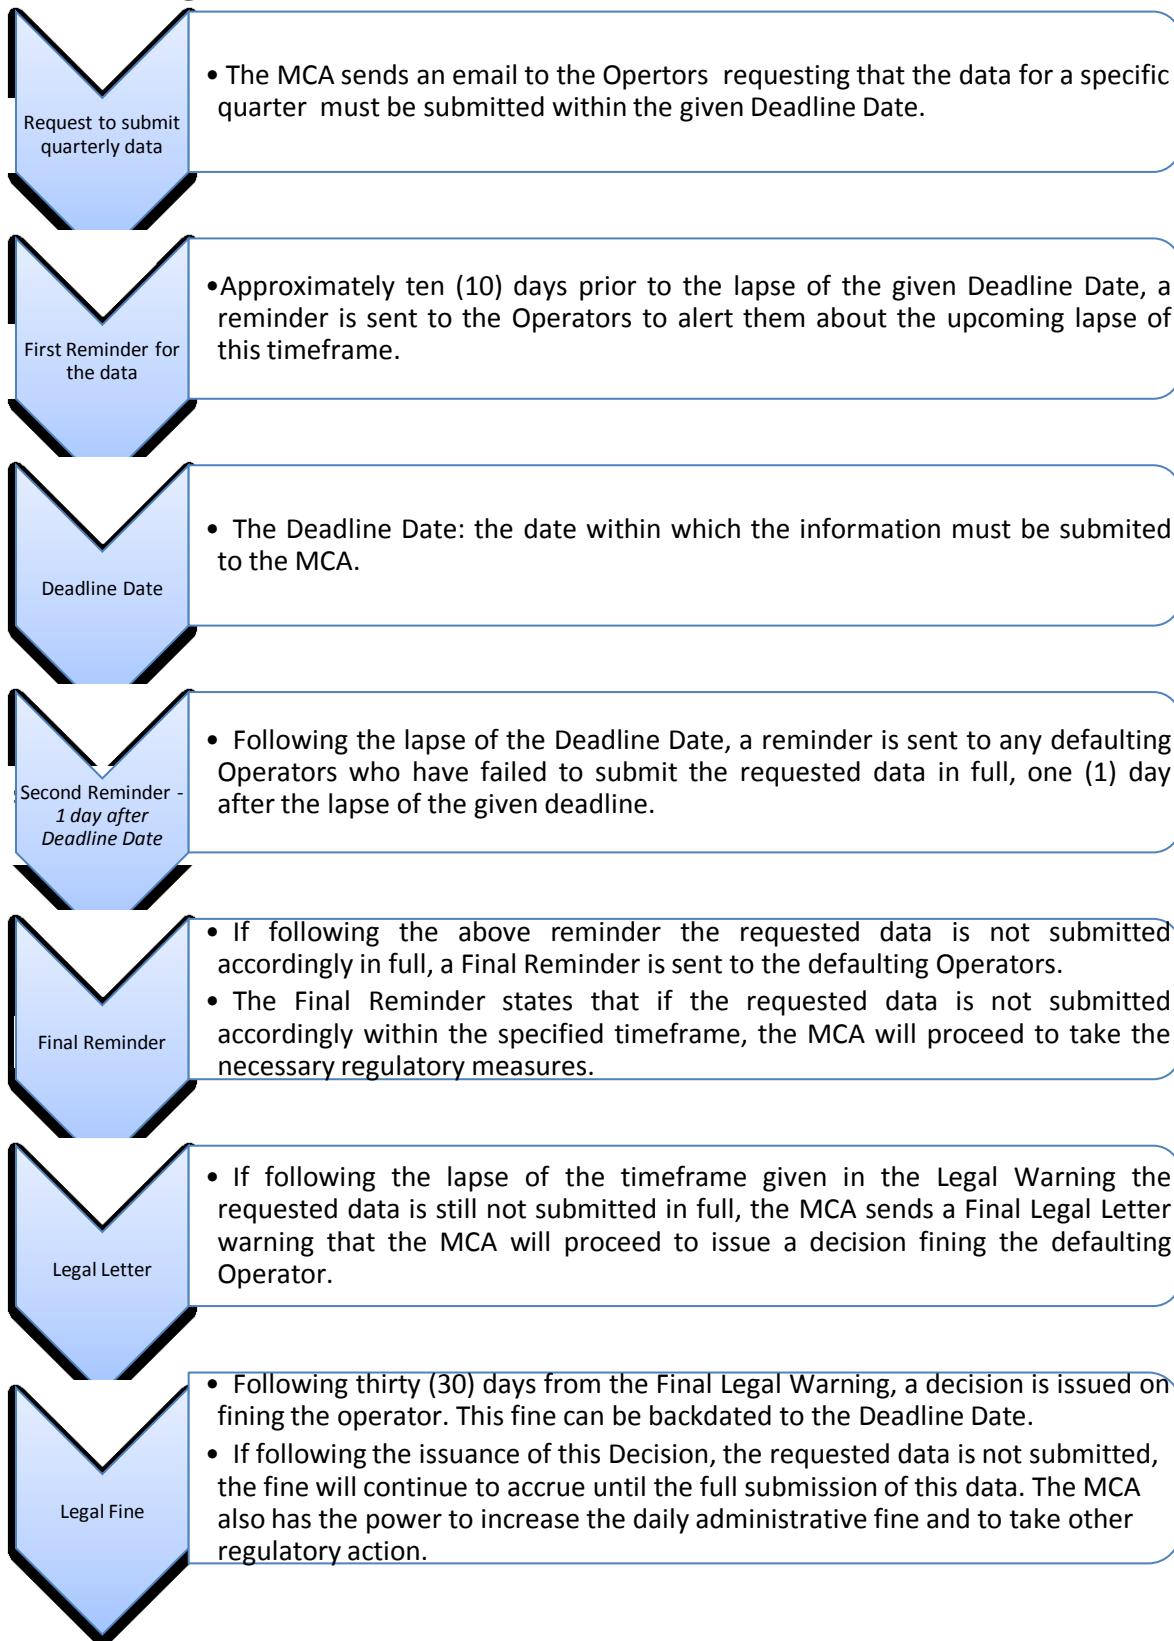 Request to submit
quarterly data
• The MCA sends an email to the Opertors requesting that the data for a specific
quarter must be submitted within the given Deadline Date.
First Reminder for
the data
•Approximately ten (10) days prior to the lapse of the given Deadline Date, a
reminder is sent to the Operators to alert them about the upcoming lapse of
this timeframe.
Deadline Date
• The Deadline Date: the date within which the information must be submited
to the MCA.
Second Reminder -
1 day after
Deadline Date
• Following the lapse of the Deadline Date, a reminder is sent to any defaulting
Operators who have failed to submit the requested data in full, one (1) day
after the lapse of the given deadline.
Final Reminder
• If following the above reminder the requested data is not submitted
accordingly in full, a Final Reminder is sent to the defaulting Operators.
• The Final Reminder states that if the requested data is not submitted
accordingly within the specified timeframe, the MCA will proceed to take the
necessary regulatory measures.
Legal Letter
• If following the lapse of the timeframe given in the Legal Warning the
requested data is still not submitted in full, the MCA sends a Final Legal Letter
warning that the MCA will proceed to issue a decision fining the defaulting
Operator.
Legal Fine
• Following thirty (30) days from the Final Legal Warning, a decision is issued on
fining the operator. This fine can be backdated to the Deadline Date.
• If following the issuance of this Decision, the requested data is not submitted,
the fine will continue to accrue until the full submission of this data. The MCA
also has the power to increase the daily administrative fine and to take other
regulatory action.